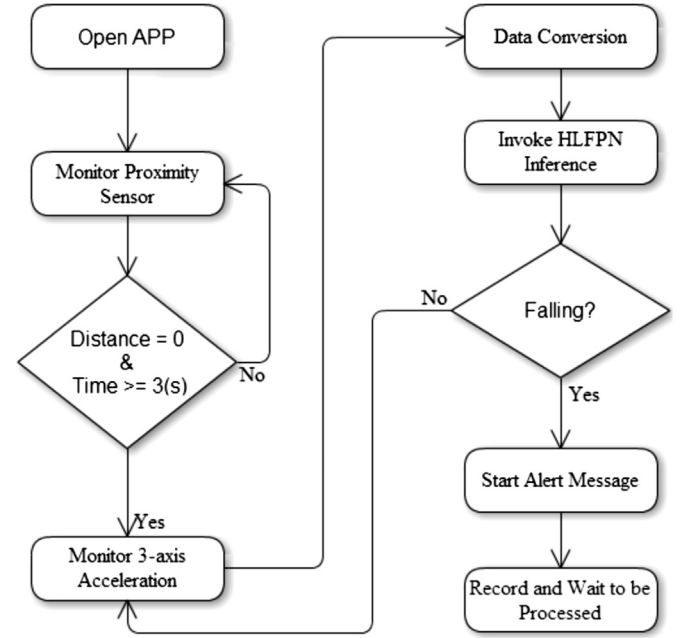 Open APP
Monitor Proximity
Sensor
Distance = 0
&
Time >= 3(s)
No
Yes
Monitor 3-axis
Acceleration
Data Conversion
Invoke HLFPN
Inference
Falling?
No
Yes
Start Alert Message
Record and Wait to be
Processed